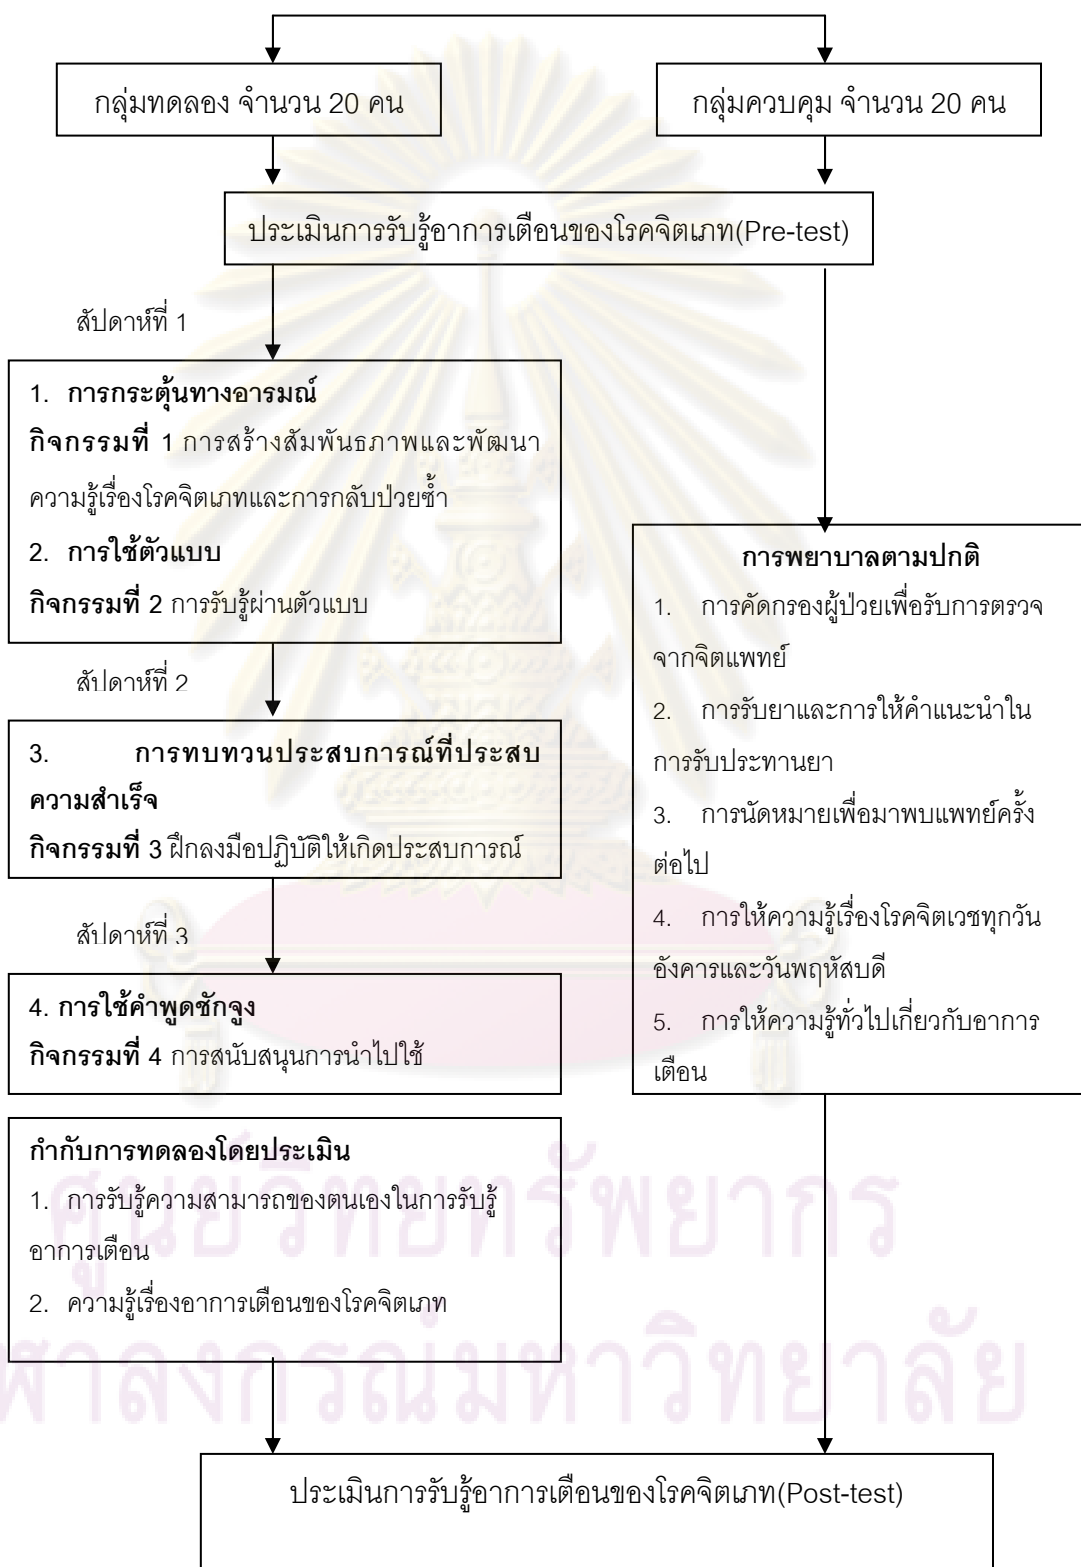 กลุ่มทดลอง จำนวน 20 คน
กลุ่มควบคุม จำนวน 20 คน
ประเมินการรับรู้อาการเตือนของโรคจิตเภท(Pre-test)
สัปดาห์ที่ 1
1. การกระตุ้นทางอารมณ์
กิจกรรมที่ 1 การสร้างสัมพันธภาพและพัฒนา
ความรู้เรื่องโรคจิตเภทและการกลับป่วยซ้ำ
2. การใช้ตัวแบบ
กิจกรรมที่ 2 การรับรู้ผ่านตัวแบบ
สัปดาห์ที่ 2
3. การทบทวนประสบการณ์ที่ประสบ
ความสำเร็จ
กิจกรรมที่ 3 ฝึกลงมือปฏิบัติให้เกิดประสบการณ์
สัปดาห์ที่ 3
4. การใช้คำพูดชักจูง
กิจกรรมที่ 4 การสนับสนุนการนำไปใช้
กำกับการทดลองโดยประเมิน
1. การรับรู้ความสามารถของตนเองในการรับรู้
อาการเตือน
2. ความรู้เรื่องอาการเตือนของโรคจิตเภท
การพยาบาลตามปกติ
1. การคัดกรองผู้ป่วยเพื่อรับการตรวจ
จากจิตแพทย์
2. การรับยาและการให้คำแนะนำใน
การรับประทานยา
3. การนัดหมายเพื่อมาพบแพทย์ครั้ง
ต่อไป
4. การให้ความรู้เรื่องโรคจิตเวชทุกวัน
อังคารและวันพฤหัสบดี
5. การให้ความรู้ทั่วไปเกี่ยวกับอาการ
เตือน
ศูนย์วิทยทรัพยากร
ฬาลงกรณ์มหาวิทยาลัย
ประเมินการรับรู้อาการเตือนของโรคจิตเภท(Post-test)